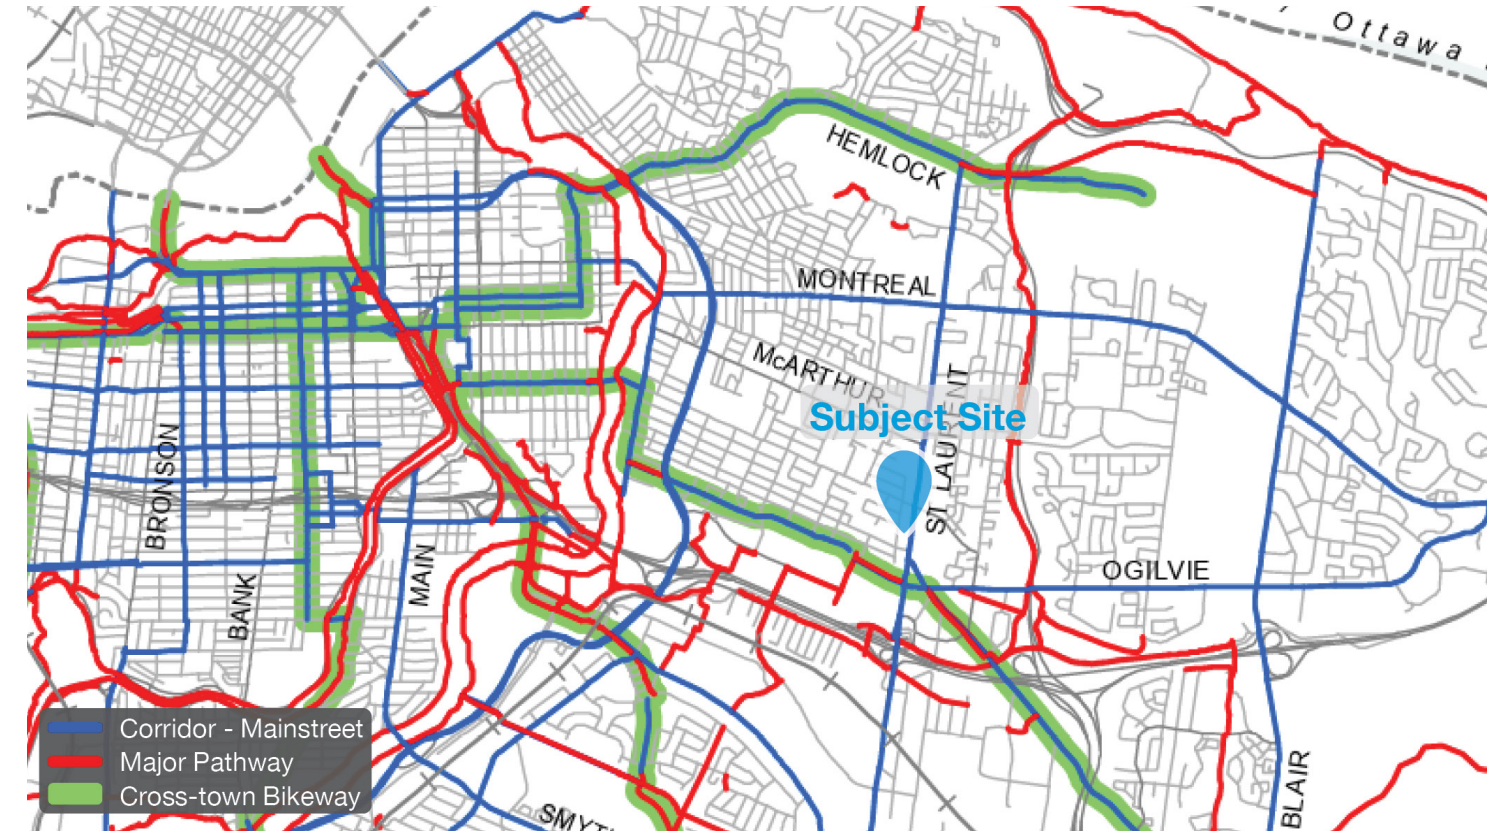 Ottawa
HEMLOCK
MONTREAL
McARTHUR
Subject Site
ST LAURENT
BRONSON
BANK
MAIN
OGILVIE
BLAIR
Corridor - Mainstreet
Major Pathway
Cross-town Bikeway